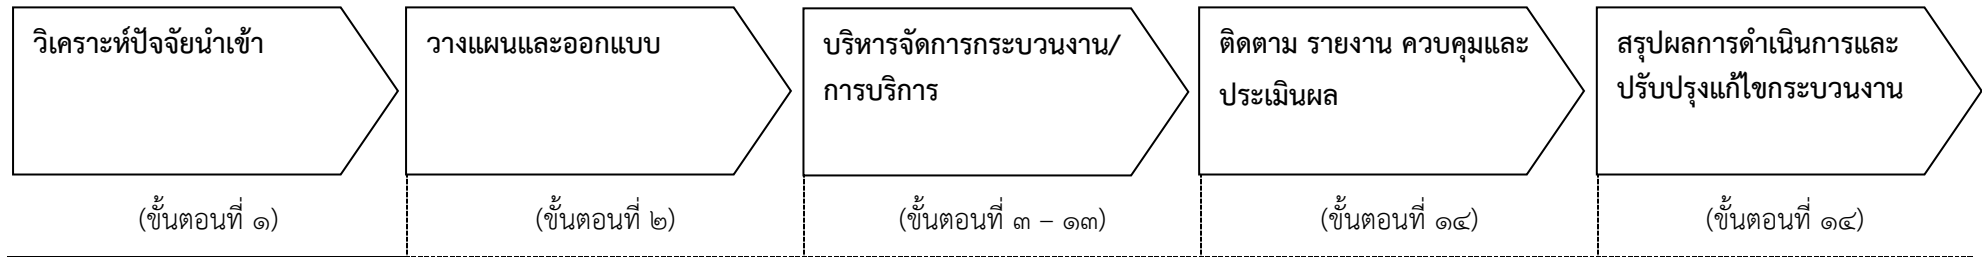 วิเคราะห์ปัจจัยนำเข้า
วางแผนและออกแบบ
บริหารจัดการกระบวนงาน/
การบริการ
ติดตาม รายงาน ควบคุมและ
ประเมินผล
สรุปผลการดำเนินการและ
ปรับปรุงแก้ไขกระบวนงาน
(ขั้นตอนที่ ๑)
(ขั้นตอนที่ ๒)
(ขั้นตอนที่ ๓ – ๑๓)
(ขั้นตอนที่ ๑๔)
(ขั้นตอนที่ ๑๔)